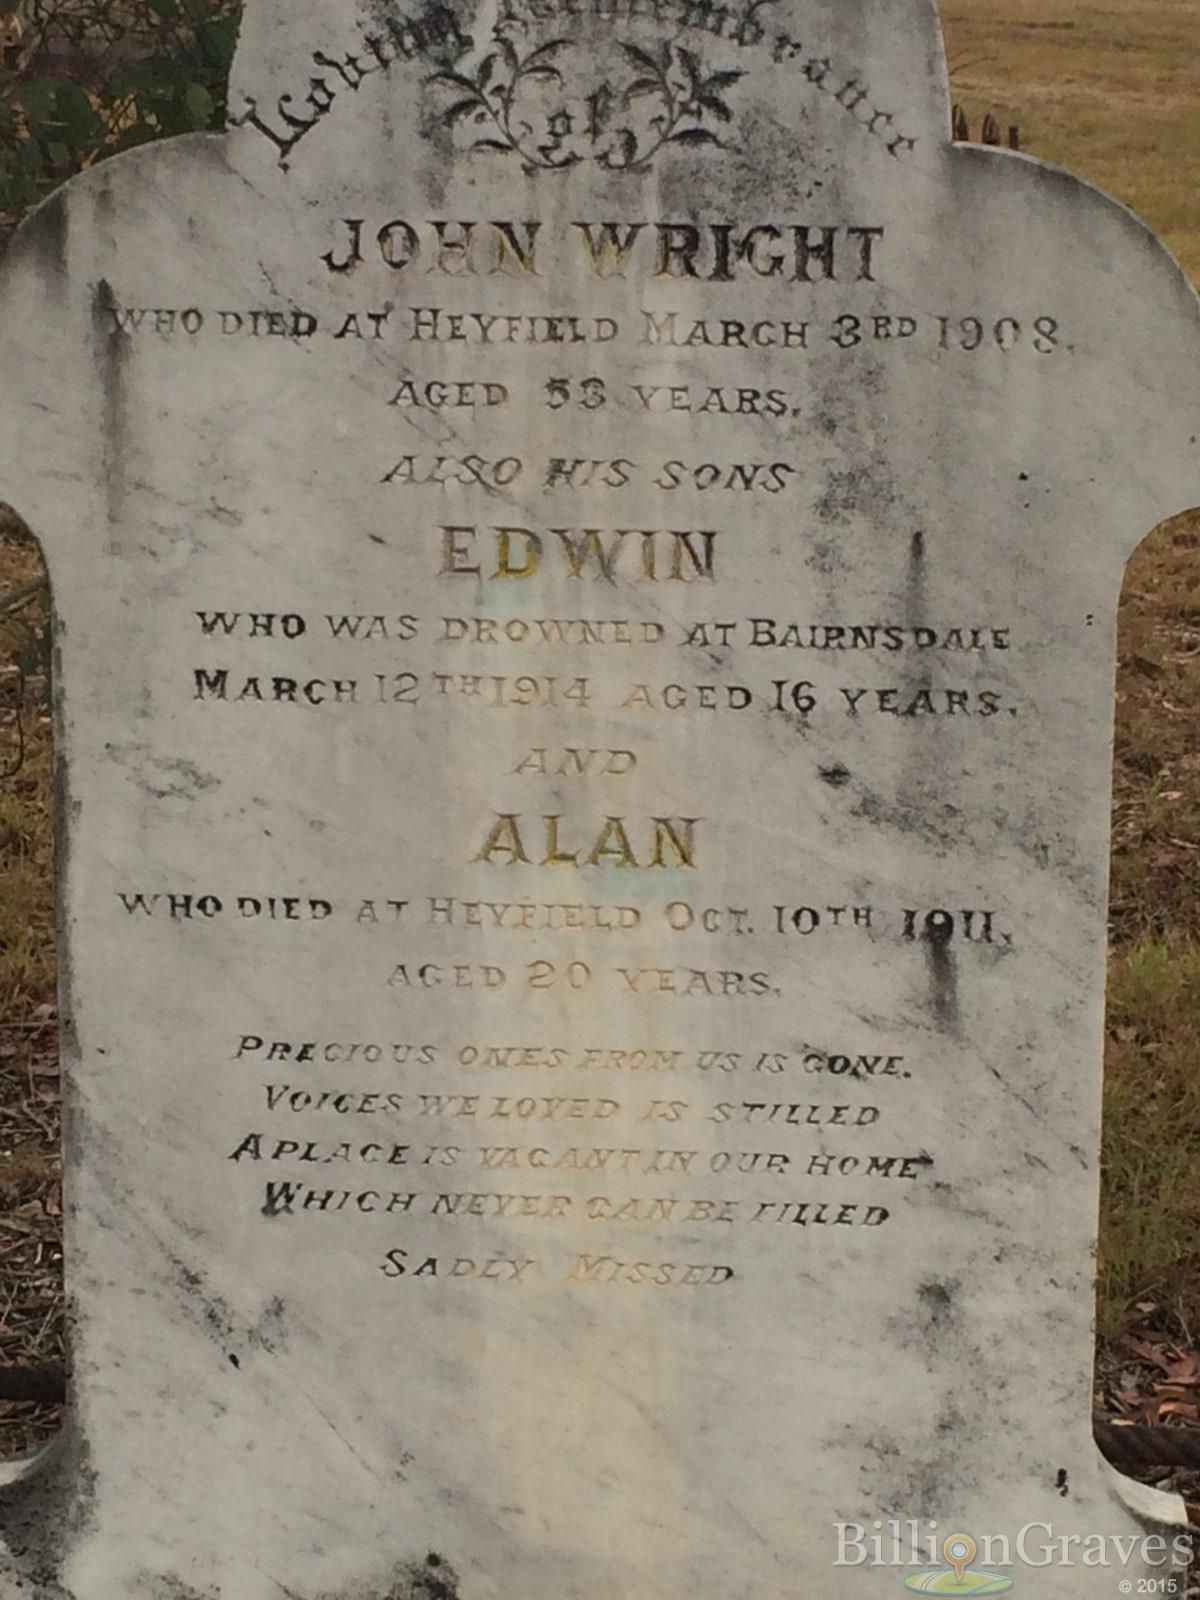 Loving Remembrance
of
JOHN WRIGHT
WHO DIED AT HEYFIELD MARCH 3RD 1908.
AGED 53 YEARS.
ALSO HIS SONS
EDWIN
WHO WAS DROWNED AT BAIRNSDALE
MARCH 12TH 1914 AGED 16 YEARS.
AND
ALAN
WHO DIED AT HEYFIELD OCT. 10TH 1911,
AGED 20 YEARS.
PRECIOUS ONES FROM US IS GONE.
VOICES WE LOVED IS STILLED
A PLACE IS VACANT IN OUR HOME
WHICH NEVER CAN BE FILLED
SADLY MISSED
BillionGraves
© 2015